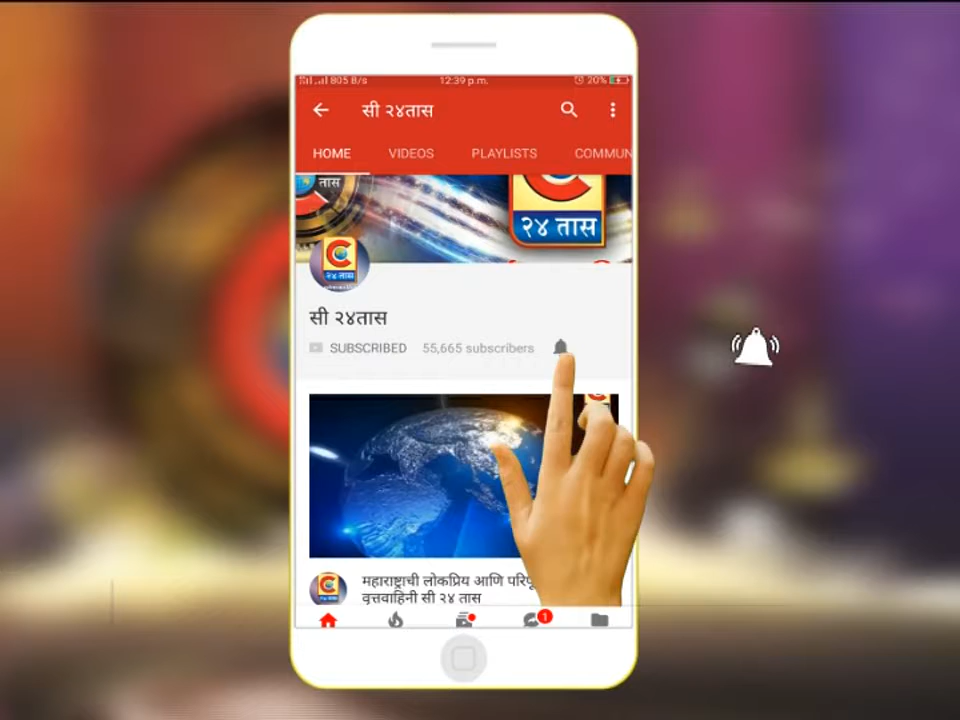 805 B/s 12:39 p.m. 20%
सी २४तास
HOME VIDEOS PLAYLISTS COMMUN
तास
२४ तास
२४ तास
सी २४तास
SUBSCRIBED 55,665 subscribers
महाराष्ट्राची लोकप्रिय आणि
वृत्तवाहिनी सी २४ तास
1